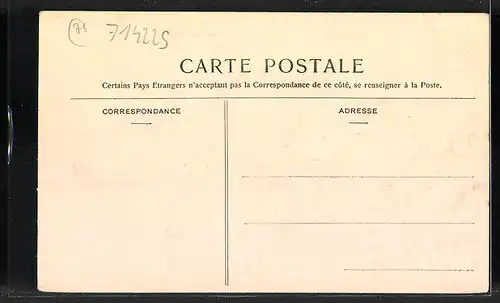 (71 714225
CARTE POSTALE
Certains Pays Etrangers n'acceptant pas la Correspondance de ce côté, se renseigner à la Poste.
CORRESPONDANCE
ADRESSE